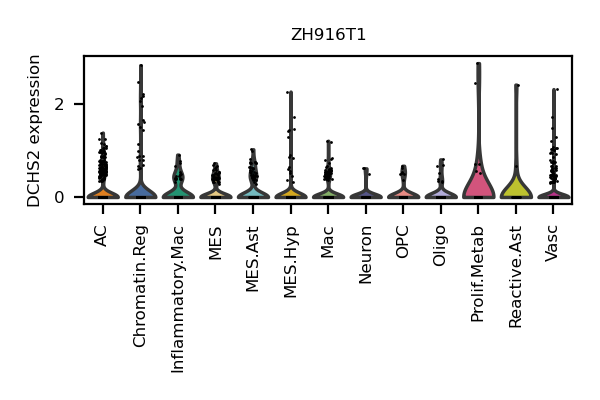 ZH916T1
DCHS2 expression
2
0
AC
Chromatin.Reg
Inflammatory.Mac
MES
MES.Ast
MES.Hyp
Mac
Neuron
OPC
Oligo
Prolif.Metab
Reactive.Ast
Vasc